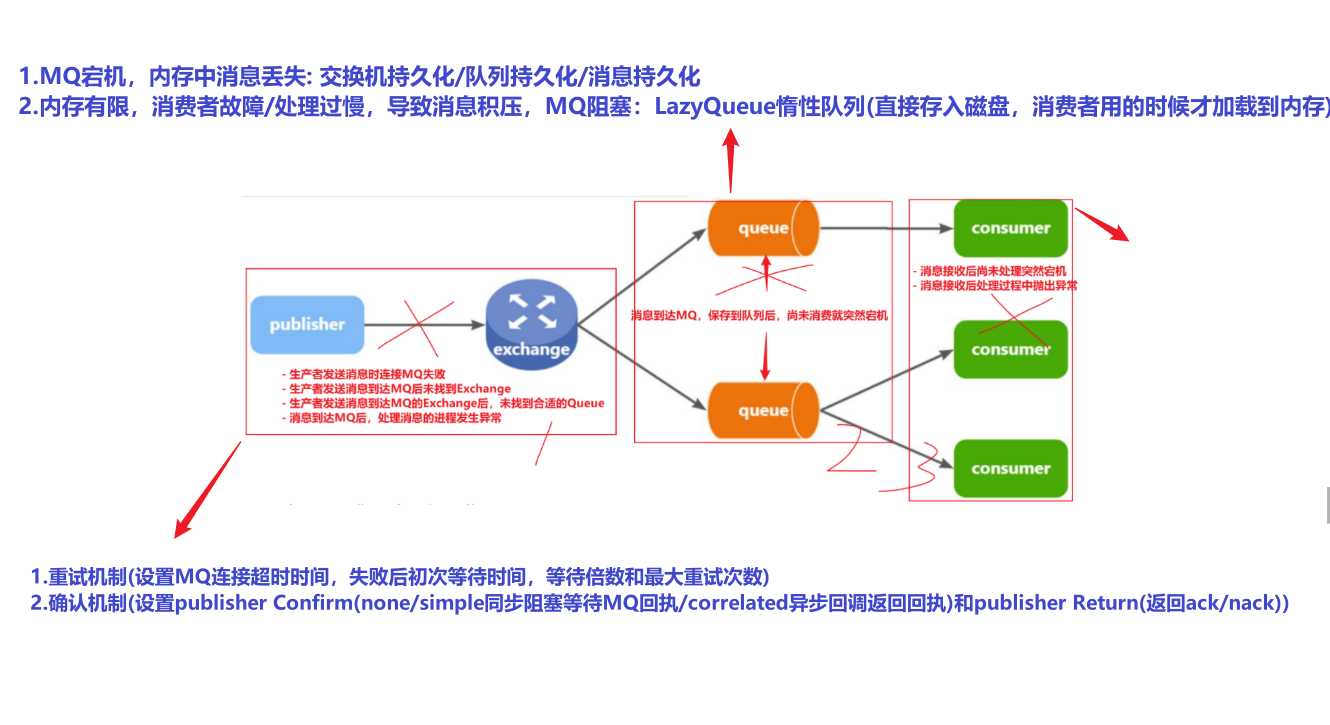 1.MQ宕机，内存中消息丢失: 交换机持久化/队列持久化/消息持久化
2.内存有限，消费者故障/处理过慢，导致消息积压，MQ阻塞：LazyQueue惰性队列(直接存入磁盘，消费者用的时候才加载到内存)
queue
consumer
- 消息接收后尚未处理突然宕机
- 消息接收后处理过程中抛出异常
消息到达MQ，保存到队列后，尚未消费就突然宕机
publisher
exchange
consumer
- 生产者发送消息时连接MQ失败
- 生产者发送消息到达MQ后未找到Exchange
- 生产者发送消息到达MQ的Exchange后，未找到合适的Queue
- 消息到达MQ后，处理消息的进程发生异常
queue
1
2
3
consumer
1.重试机制(设置MQ连接超时时间，失败后初次等待时间，等待倍数和最大重试次数)
2.确认机制(设置publisher Confirm(none/simple同步阻塞等待MQ回执/correlated异步回调返回回执)和publisher Return(返回ack/nack))